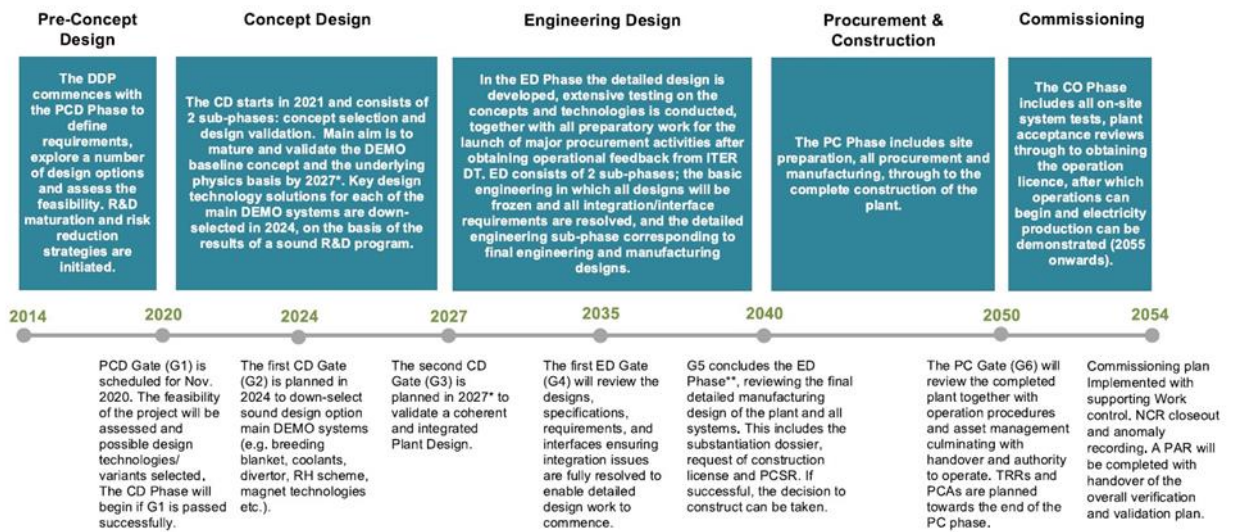 Pre-Concept
Design
Concept Design
Engineering Design
Procurement &
Construction
Commissioning
The DDP
commences with
the PCD Phase to
define
requirements,
explore a number
of design options
and assess the
feasibility. R&D
maturation and risk
reduction
strategies are
initiated.
The CD starts in 2021 and consists of
2 sub-phases: concept selection and
design validation.  Main aim is to
mature and validate the DEMO
baseline concept and the underlying
physics basis by 2027*. Key design
technology solutions for each of the
main DEMO systems are down-
selected in 2024, on the basis of the
results of a sound R&D program.
In the ED Phase the detailed design is
developed, extensive testing on the
concepts and technologies is conducted,
together with all preparatory work for the
launch of major procurement activities after
obtaining operational feedback from ITER
DT. ED consists of 2 sub-phases; the basic
engineering in which all designs will be
frozen and all integration/interface
requirements are resolved, and the detailed
engineering sub-phase corresponding to
final engineering and manufacturing
designs.
The PC Phase includes site
preparation, all procurement and
manufacturing, through to the
complete construction of the
plant.
The CO Phase
includes all on-site
system tests, plant
acceptance reviews
through to obtaining
the operation
licence, after which
operations can
begin and electricity
production can be
demonstrated (2055
onwards).
2014
2020
2024
2027
2035
2040
2050
2054
PCD Gate (G1) is
scheduled for Nov.
2020. The feasibility
of the project will be
assessed and
possible design
technologies/
variants selected.
The CD Phase will
begin if G1 is passed
successfully.
The first CD Gate
(G2) is planned in
2024 to down-select
sound design option
main DEMO systems
(e.g. breeding
blanket, coolants,
divertor, RH scheme,
magnet technologies
etc.).
The second CD
Gate (G3) is
planned in 2027* to
validate a coherent
and integrated
Plant Design.
The first ED Gate
(G4) will review the
designs,
specifications,
requirements, and
interfaces ensuring
integration issues
are fully resolved to
enable detailed
design work to
commence.
G5 concludes the ED
Phase**, reviewing the final
detailed manufacturing
design of the plant and all
systems. This includes the
substantiation dossier,
request of construction
license and PCSR. If
successful, the decision to
construct can be taken.
The PC Gate (G6) will
review the completed
plant together with
operation procedures
and asset management
culminating with
handover and authority
to operate. TRRs and
PCAs are planned
towards the end of the
PC phase.
Commissioning plan
Implemented with
supporting Work
control, NCR closeout
and anomaly
recording. A PAR will
be completed with
handover of the
overall verification
and validation plan.